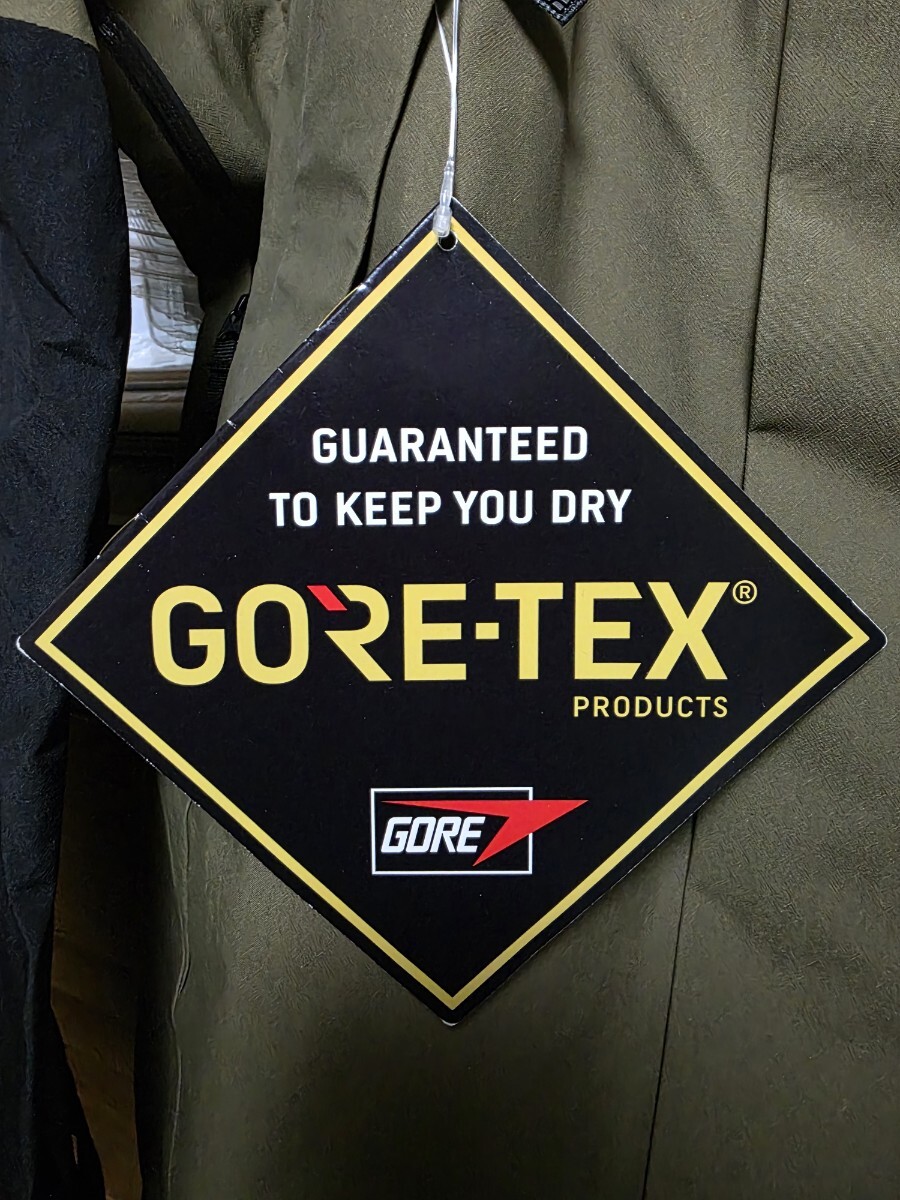 GUARANTEED
TO KEEP YOU DRY
GORE-TEX®
PRODUCTS
GORE